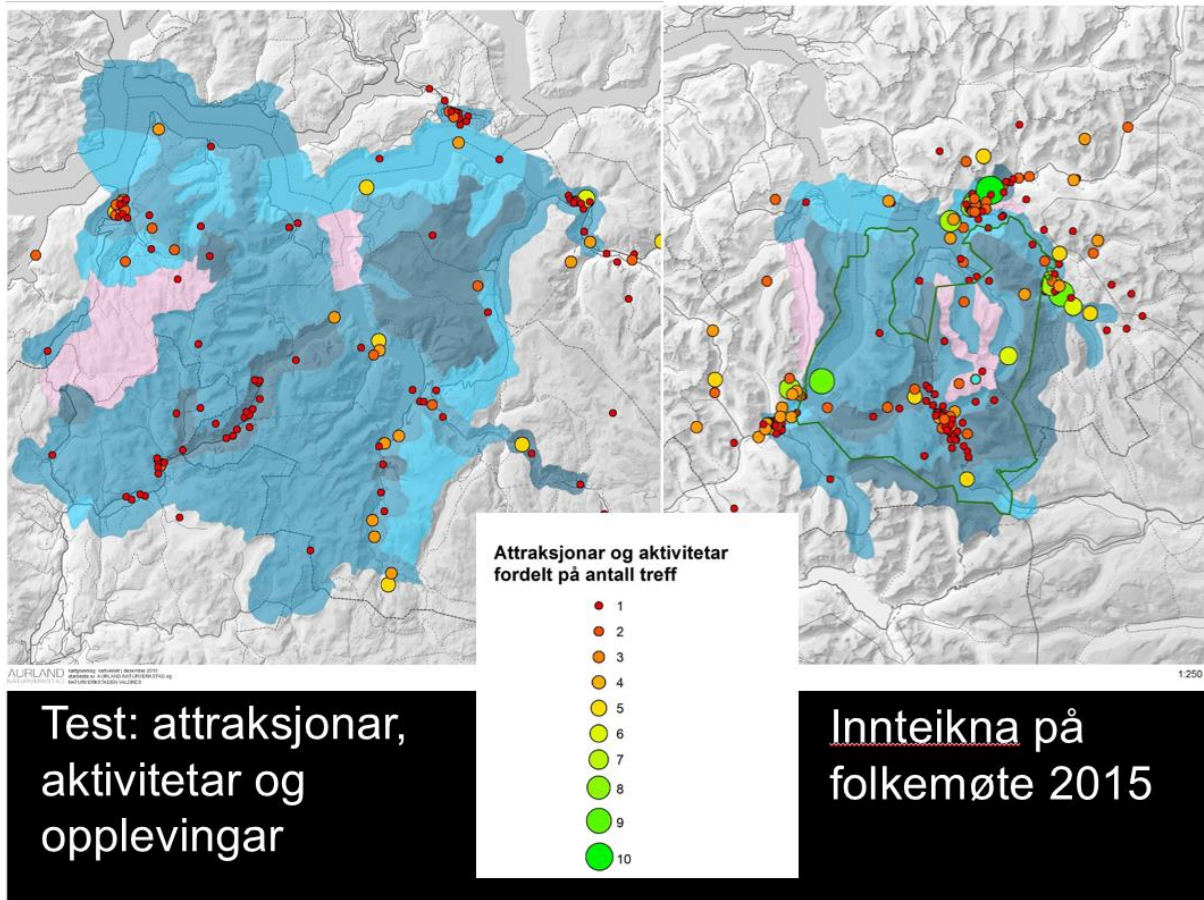 Attraksjonar og aktivitetar
fordelt på antall treff
1
2
3
4
5
6
7
8
9
10
AURLAND
NATURVERKSTAD
1:250
Test: attraksjonar,
aktivitetar og
opplevingar
Innteikna på
folkemøte 2015